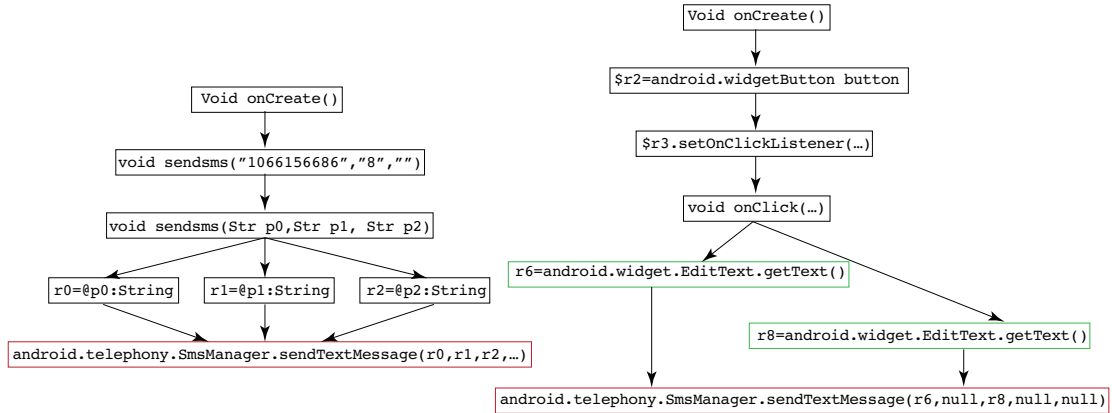 Void onCreate()
void sendsms("1066156686","8","")
void sendsms(Str p0,Str p1, Str p2)
r0=@p0:String
r1=@p1:String
r2=@p2:String
android.telephony.SmsManager.sendTextMessage(r0,r1,r2,…)
Void onCreate()
$r2=android.widgetButton button
$r3.setOnClickListener(…)
void onClick(…)
r6=android.widget.EditText.getText()
r8=android.widget.EditText.getText()
android.telephony.SmsManager.sendTextMessage(r6,null,r8,null,null)